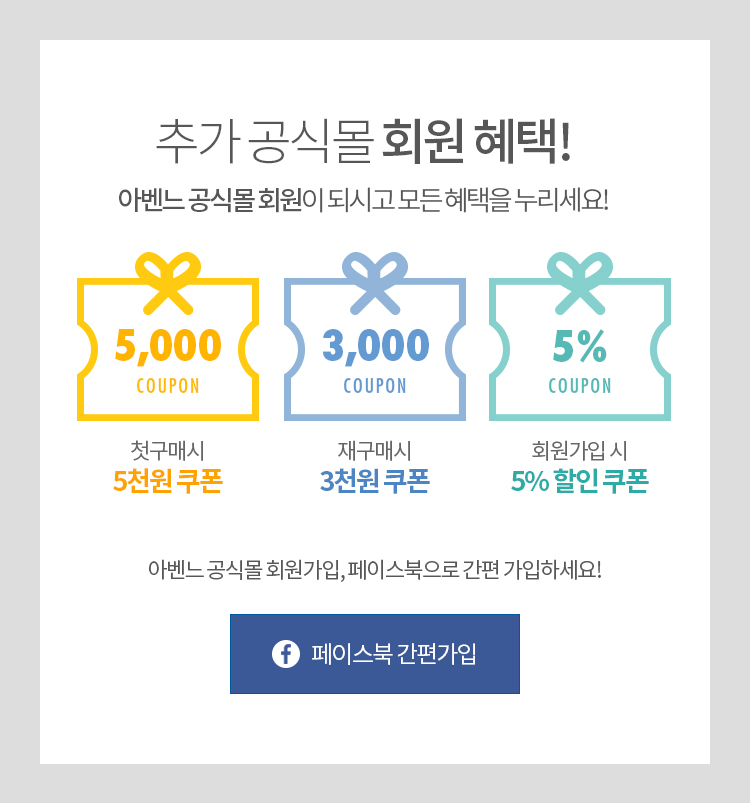 추가 공식몰 회원 혜택!
아벤느 공식몰 회원이 되시고 모든 혜택을 누리세요!
5,000
COUPON
첫구매시
5천원 쿠폰
3,000
COUPON
재구매시
3천원 쿠폰
5%
COUPON
회원가입 시
5% 할인 쿠폰
아벤느 공식몰 회원가입, 페이스북으로 간편 가입하세요!
페이스북 간편가입